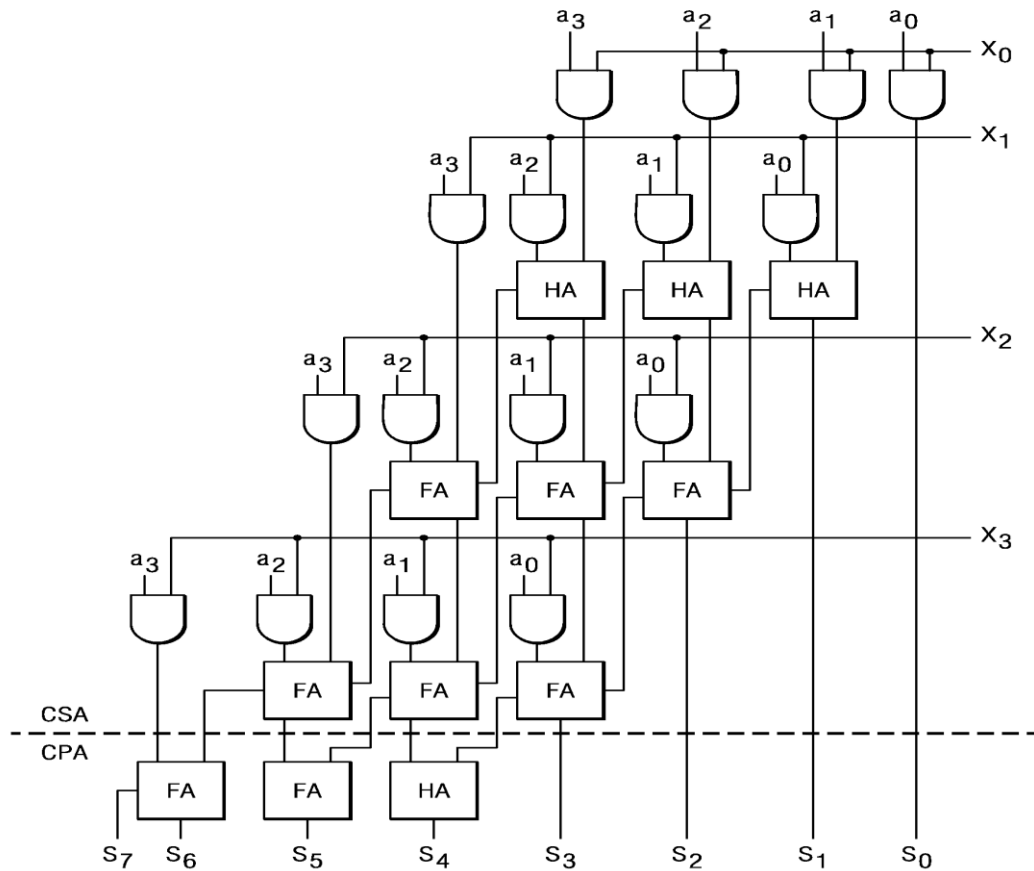 a3 a2 a1 a0
X0
X1
a3 a2 a1 a0
HA HA HA
X2
a3 a2 a1 a0
FA FA FA
X3
a3 a2 a1 a0
FA FA FA
CSA
CPA
FA FA HA
S7 S6 S5 S4 S3 S2 S1 S0